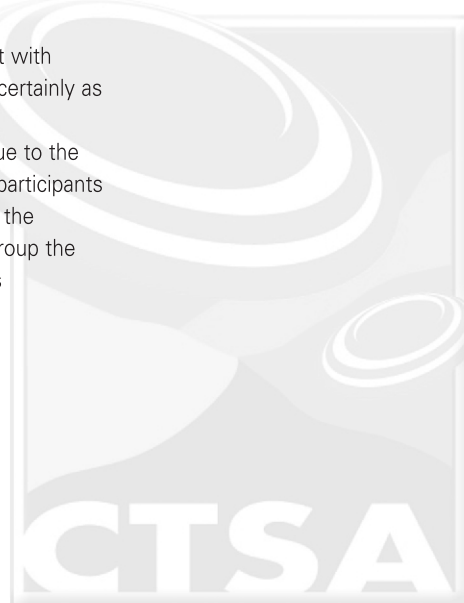 t with
certainly as
ue to the
participants
the
roup the
s
CTSA